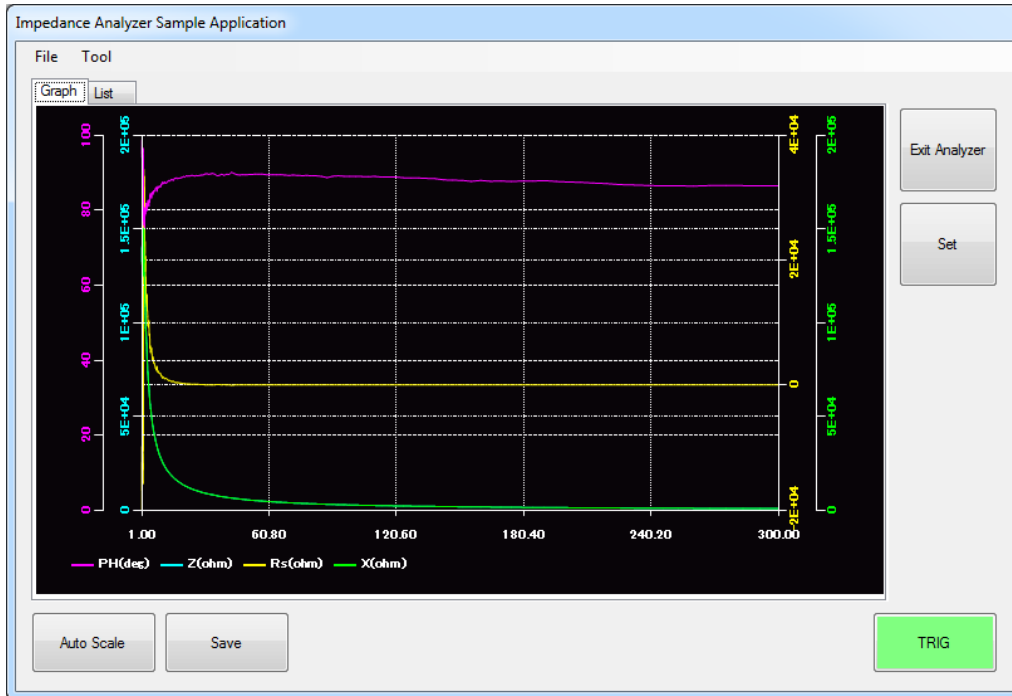 Impedance Analyzer Sample Application
File Tool
Graph List
100
80
60
40
20
0
2E+05
1.5E+05
1E+05
5E+04
0
4E+04
2E+04
0
-2E+04
2E+05
1.5E+05
1E+05
5E+04
0
1.00 60.80 120.60 180.40 240.20 300.00
PH(deg) Z(ohm) Rs(ohm) X(ohm)
Exit Analyzer
Set
Auto Scale Save TRIG